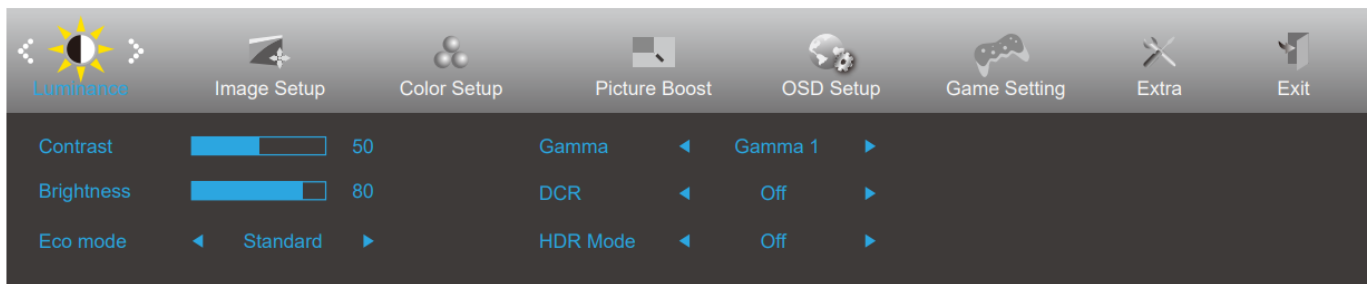 Luminance Image Setup Color Setup Picture Boost OSD Setup Game Setting Extra Exit
Contrast 50 Gamma Gamma 1
Brightness 80 DCR Off
Eco mode Standard HDR Mode Off